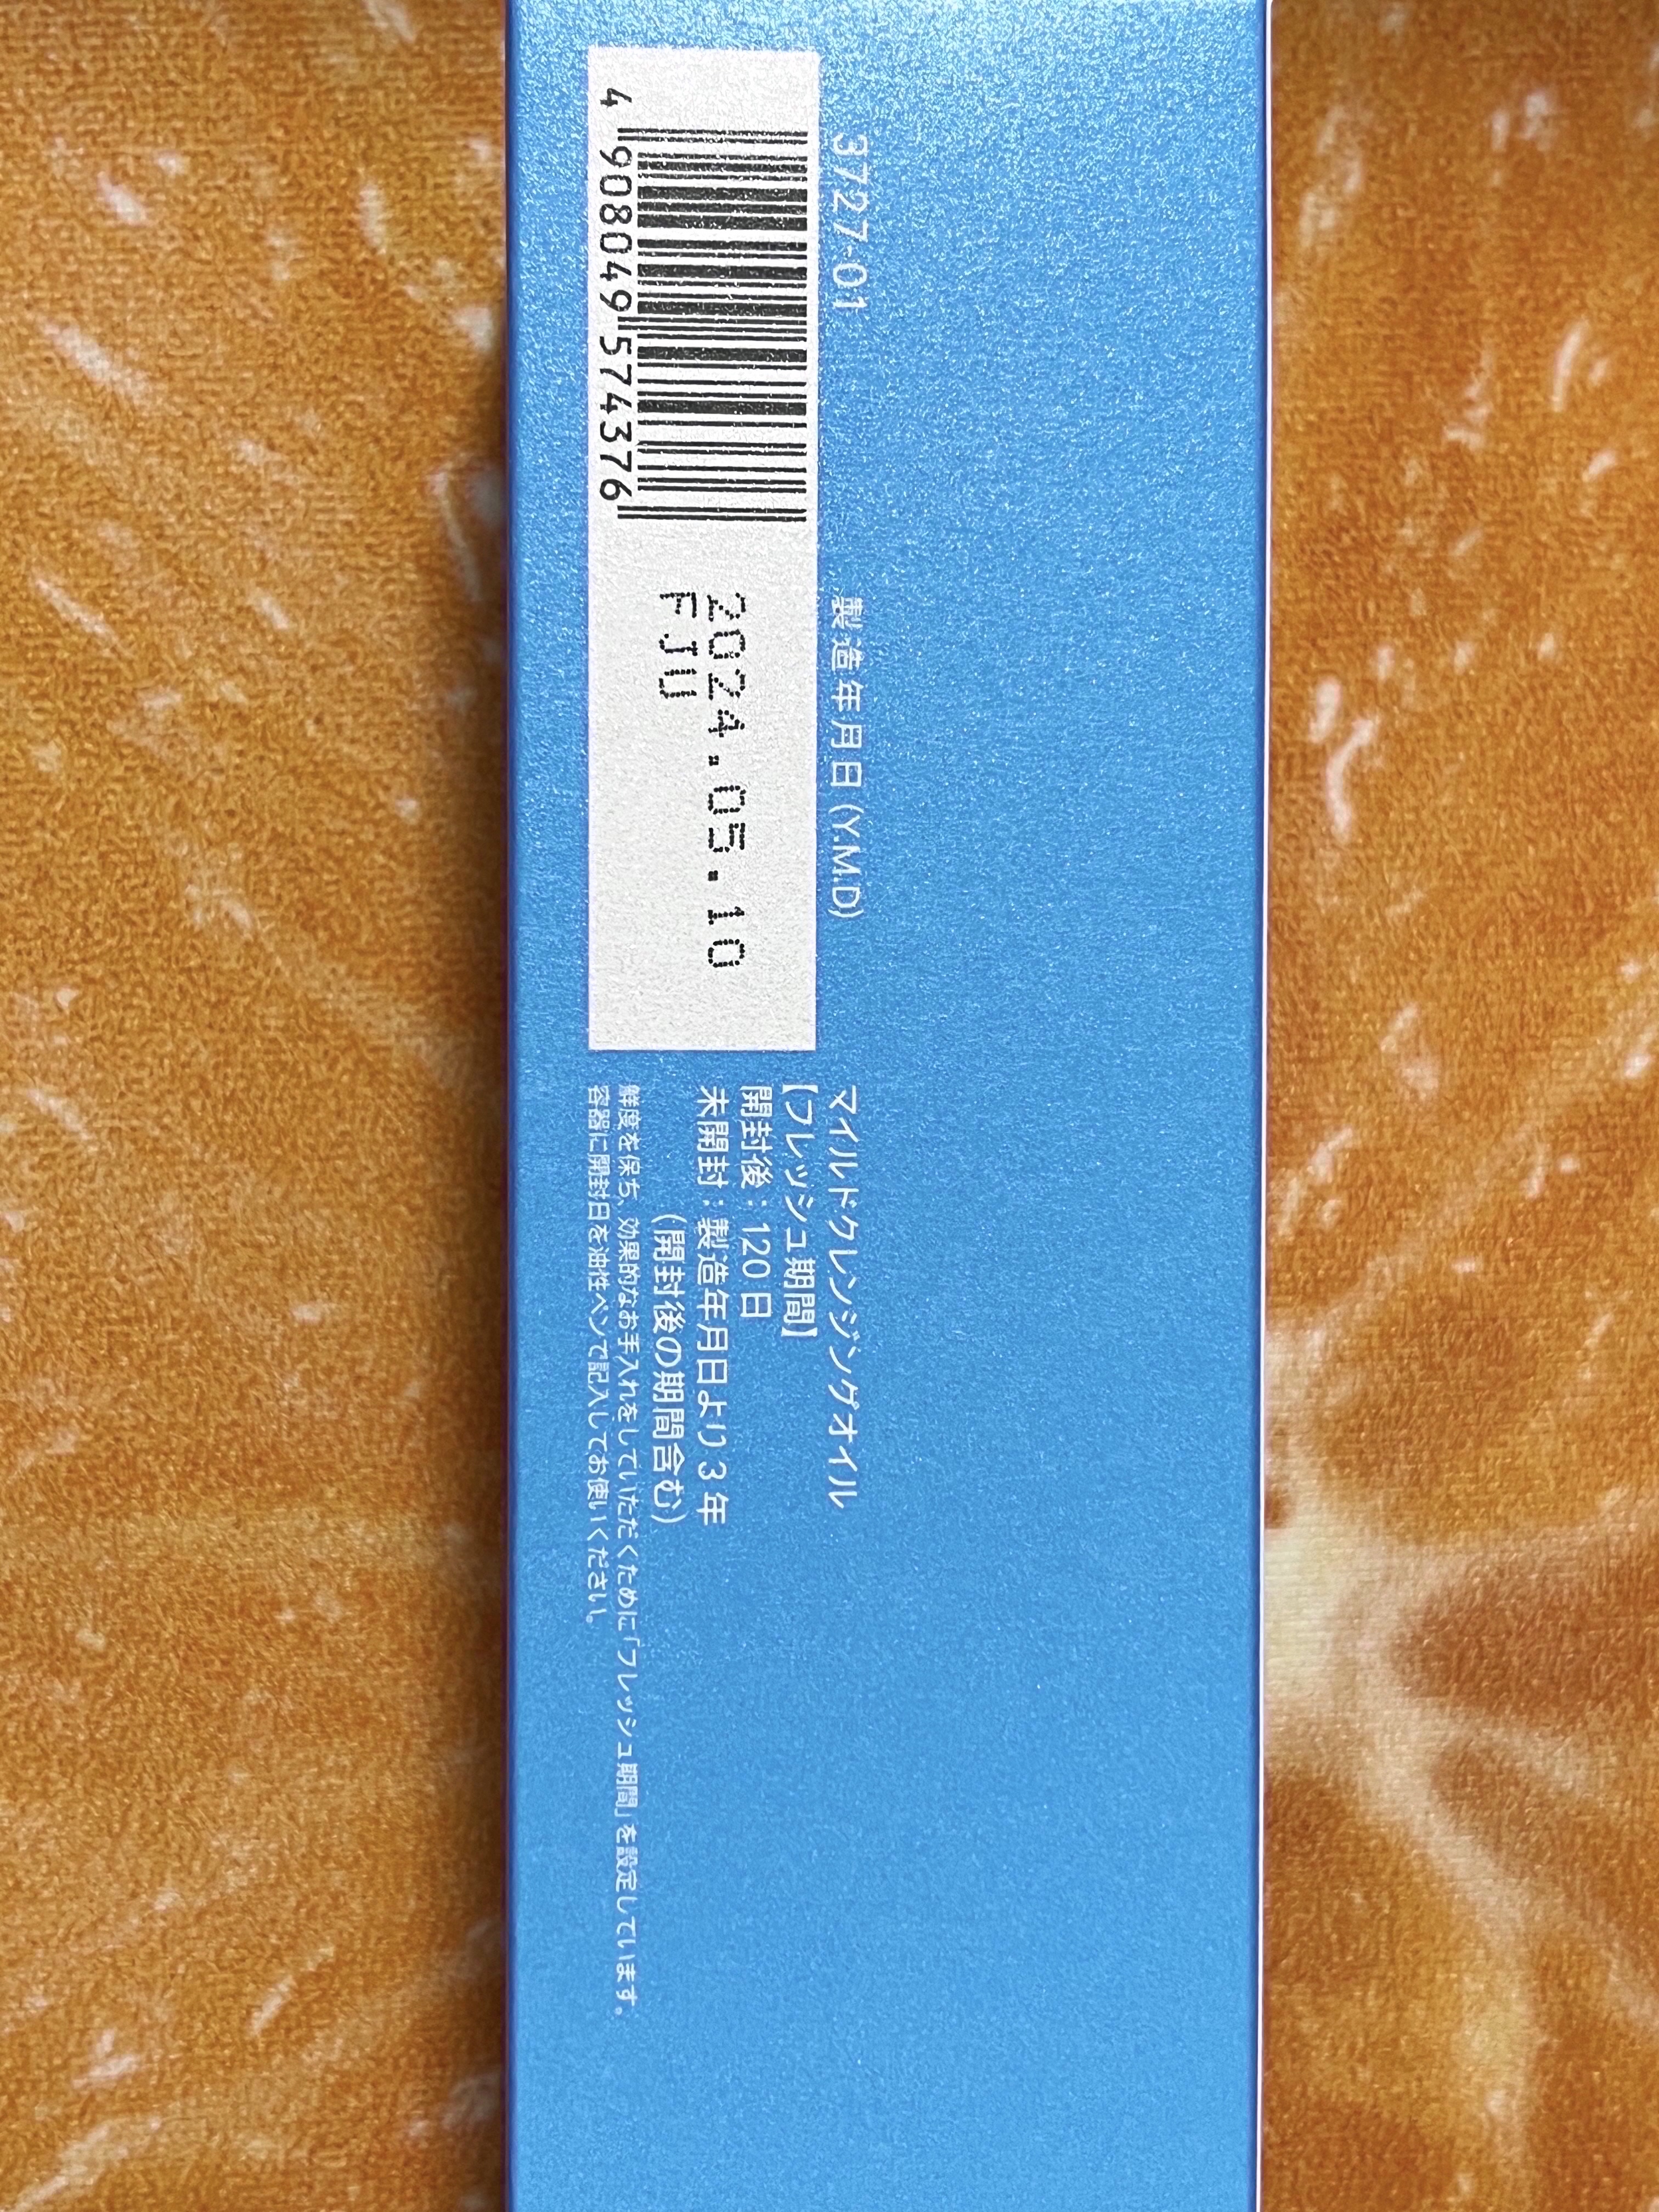 3727-01
4 908049 574376
製造年月日 (Y.M.D)
2024.05.10
FJU
マイルドクレンジングオイル
【フレッシュ期間】
開封後：120日
未開封：製造年月日より3年
（開封後の期間含む）
鮮度を保ち、効果的なお手入れをしていただくために「フレッシュ期間」を設定しています。
容器に開封日を油性ペンで記入してお使いください。